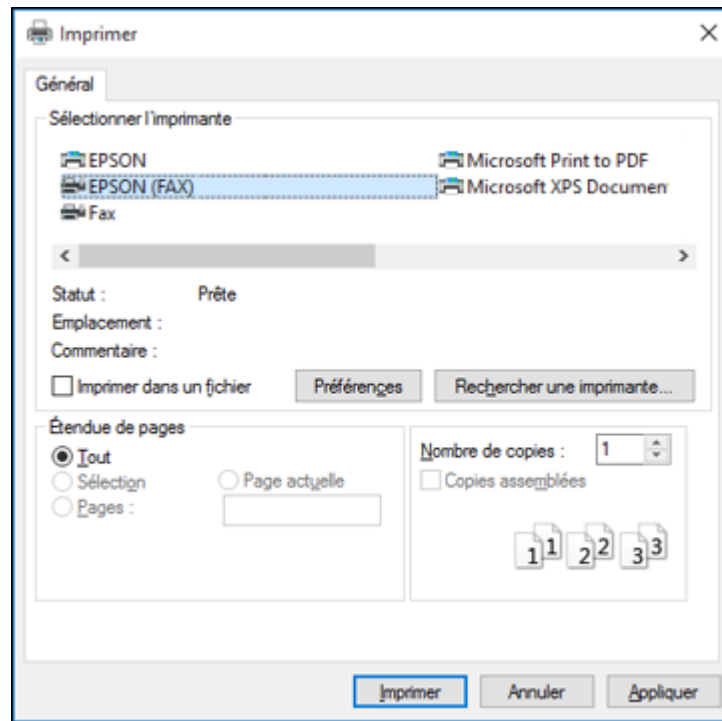 Imprimer
Général
Sélectionner l'imprimante
EPSON
Microsoft Print to PDF
EPSON (FAX)
Microsoft XPS Documen
Fax
Statut : Prête
Emplacement :
Commentaire :
Imprimer dans un fichier
Préférences
Rechercher une imprimante...
Étendue de pages
Tout
Sélection
Page actuelle
Pages :
Nombre de copies : 1
Copies assemblées
1 1 2 2 3 3
Imprimer
Annuler
Appliquer